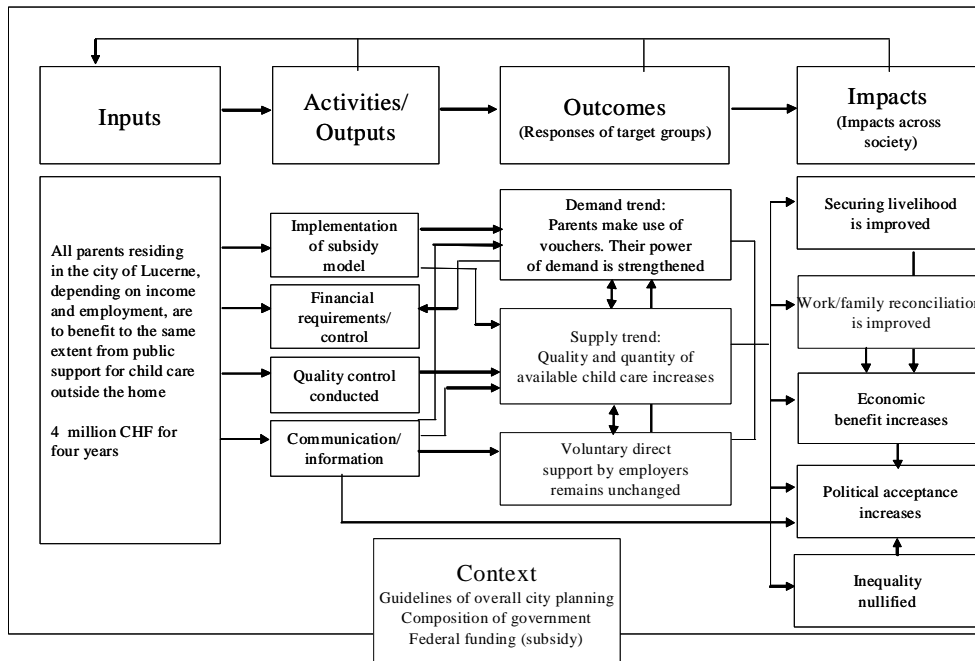 Inputs
Activities/
Outputs
Outcomes
(Responses of target groups)
Impacts
(Impacts across
society)
All parents residing
in the city of Lucerne,
depending on income
and employment, are
to benefit to the same
extent from public
support for child care
outside the home
4 million CHF for
four years
Implementation
of subsidy
model
Financial
requirements/
control
Quality control
conducted
Communication/
information
Demand trend:
Parents make use of
vouchers. Their power
of demand is strengthened
Supply trend:
Quality and quantity of
available child care increases
Voluntary direct
support by employers
remains unchanged
Securing livelihood
is improved
Work/family reconciliation
is improved
Economic
benefit increases
Political acceptance
increases
Inequality
nullified
Context
Guidelines of overall city planning
Composition of government
Federal funding (subsidy)